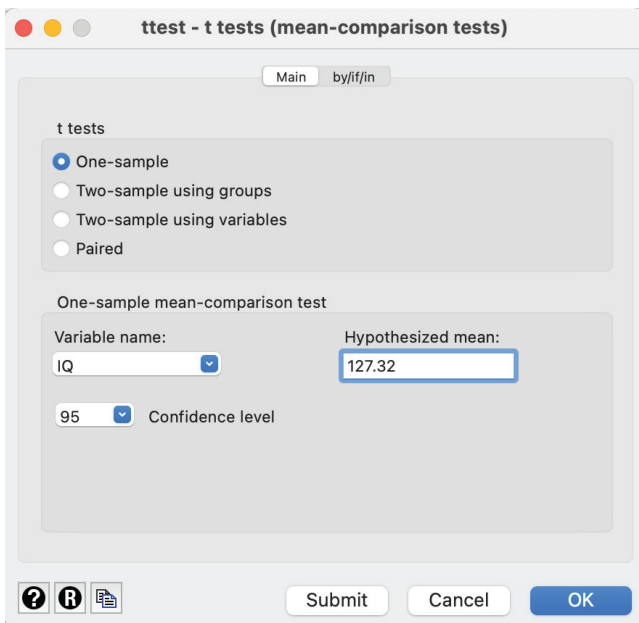 ttest - t tests (mean-comparison tests)
Main by/if/in
t tests
One-sample
Two-sample using groups
Two-sample using variables
Paired
One-sample mean-comparison test
Variable name: Hypothesized mean:
IQ 127.32
95 Confidence level
? R Submit Cancel OK